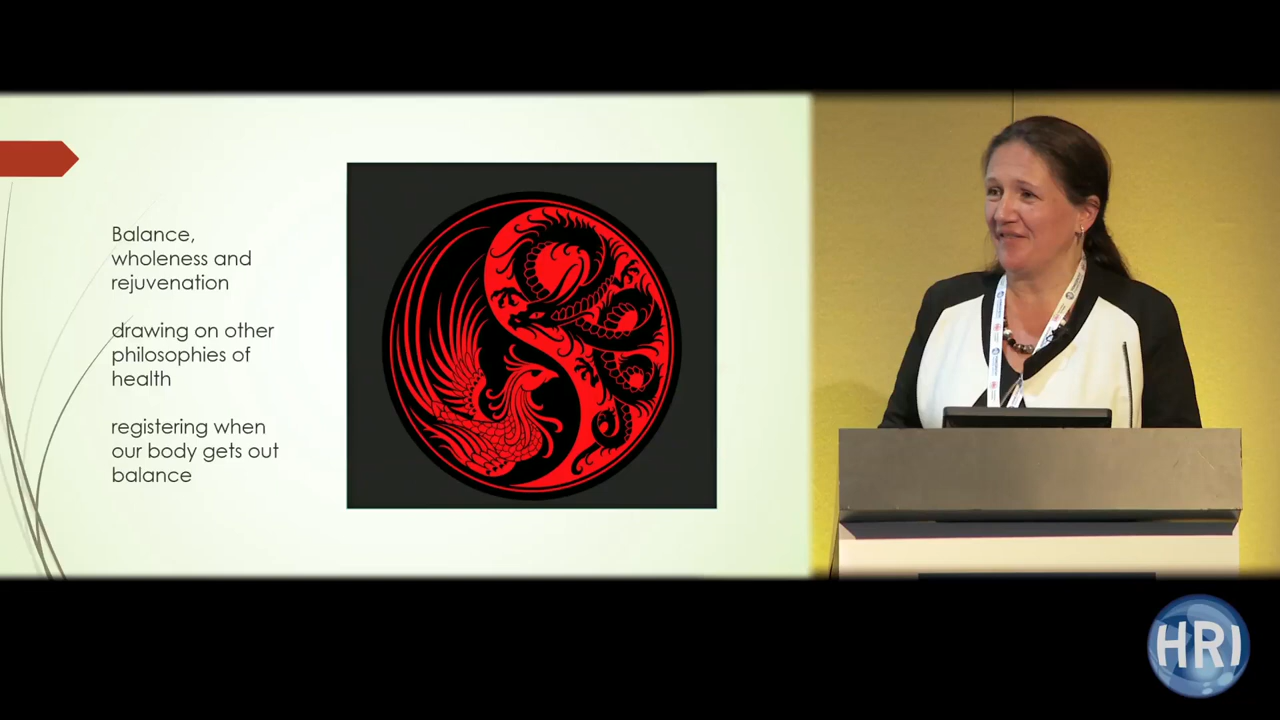 Balance,
wholeness and
rejuvenation
drawing on other
philosophies of
health
registering when
our body gets out
balance
HRI